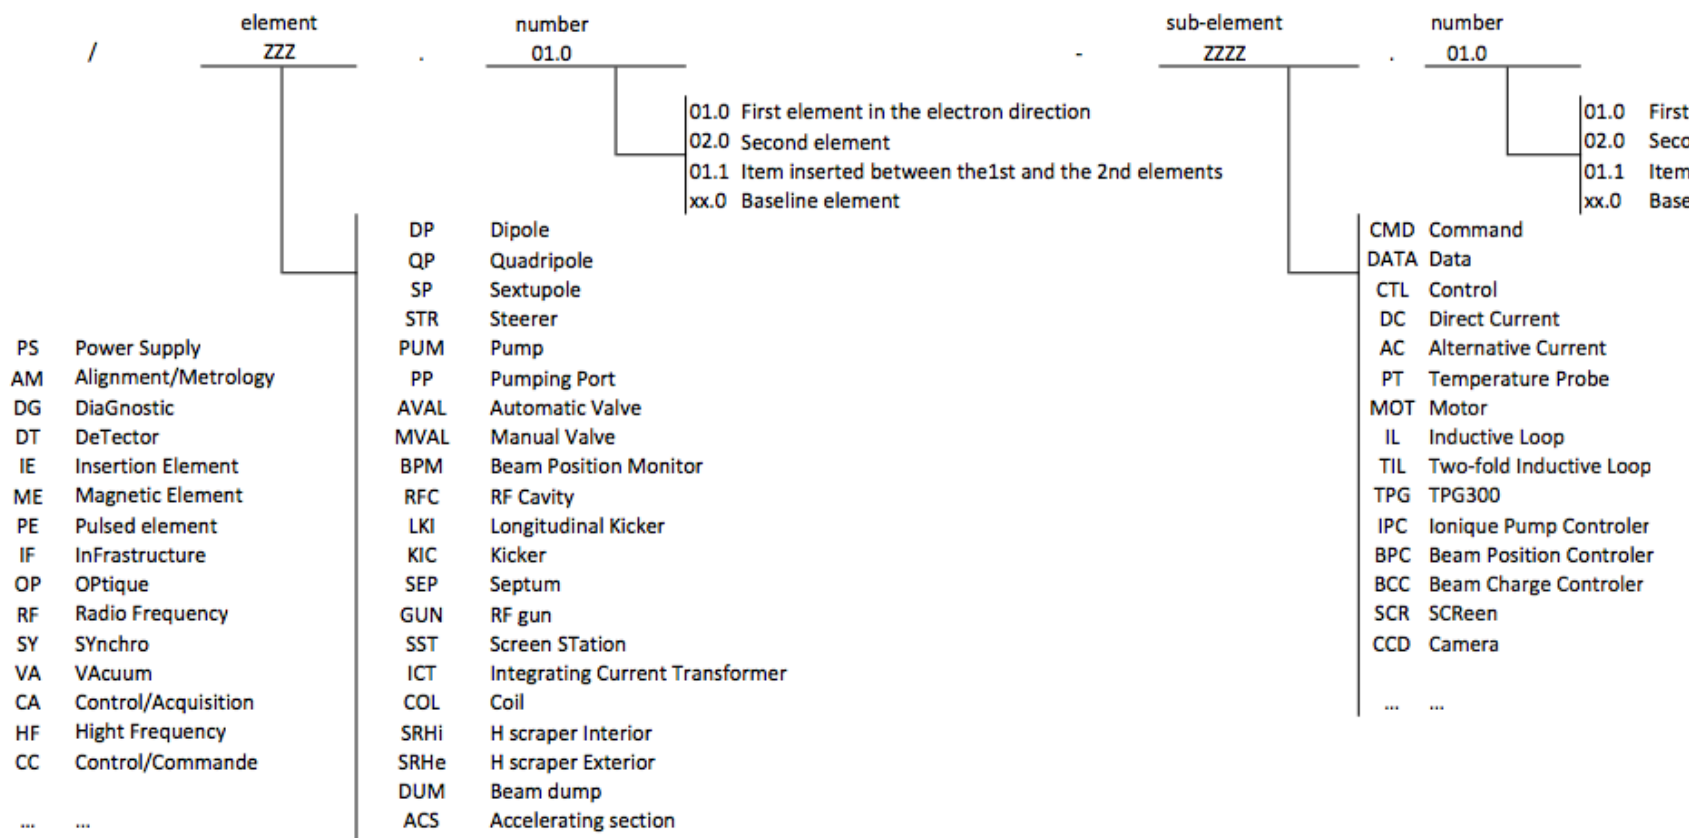 element number sub-element number
/ ZZZ . 01.0 - ZZZZ . 01.0
01.0 First element in the electron direction
02.0 Second element
01.1 Item inserted between the1st and the 2nd elements
xx.0 Baseline element
01.0 First
02.0 Seco
01.1 Item
xx.0 Base
PS Power Supply
AM Alignment/Metrology
DG DiaGnostic
DT DeTector
IE Insertion Element
ME Magnetic Element
PE Pulsed element
IF InFrastructure
OP OPtique
RF Radio Frequency
SY SYnchro
VA VAcuum
CA Control/Acquisition
HF Hight Frequency
CC Control/Commande
... ...
DP Dipole
QP Quadripole
SP Sextupole
STR Steerer
PUM Pump
PP Pumping Port
AVAL Automatic Valve
MVAL Manual Valve
BPM Beam Position Monitor
RFC RF Cavity
LKI Longitudinal Kicker
KIC Kicker
SEP Septum
GUN RF gun
SST Screen STation
ICT Integrating Current Transformer
COL Coil
SRHi H scraper Interior
SRHe H scraper Exterior
DUM Beam dump
ACS Accelerating section
CMD Command
DATA Data
CTL Control
DC Direct Current
AC Alternative Current
PT Temperature Probe
MOT Motor
IL Inductive Loop
TIL Two-fold Inductive Loop
TPG TPG300
IPC Ionique Pump Controler
BPC Beam Position Controler
BCC Beam Charge Controler
SCR SCReen
CCD Camera
... ...